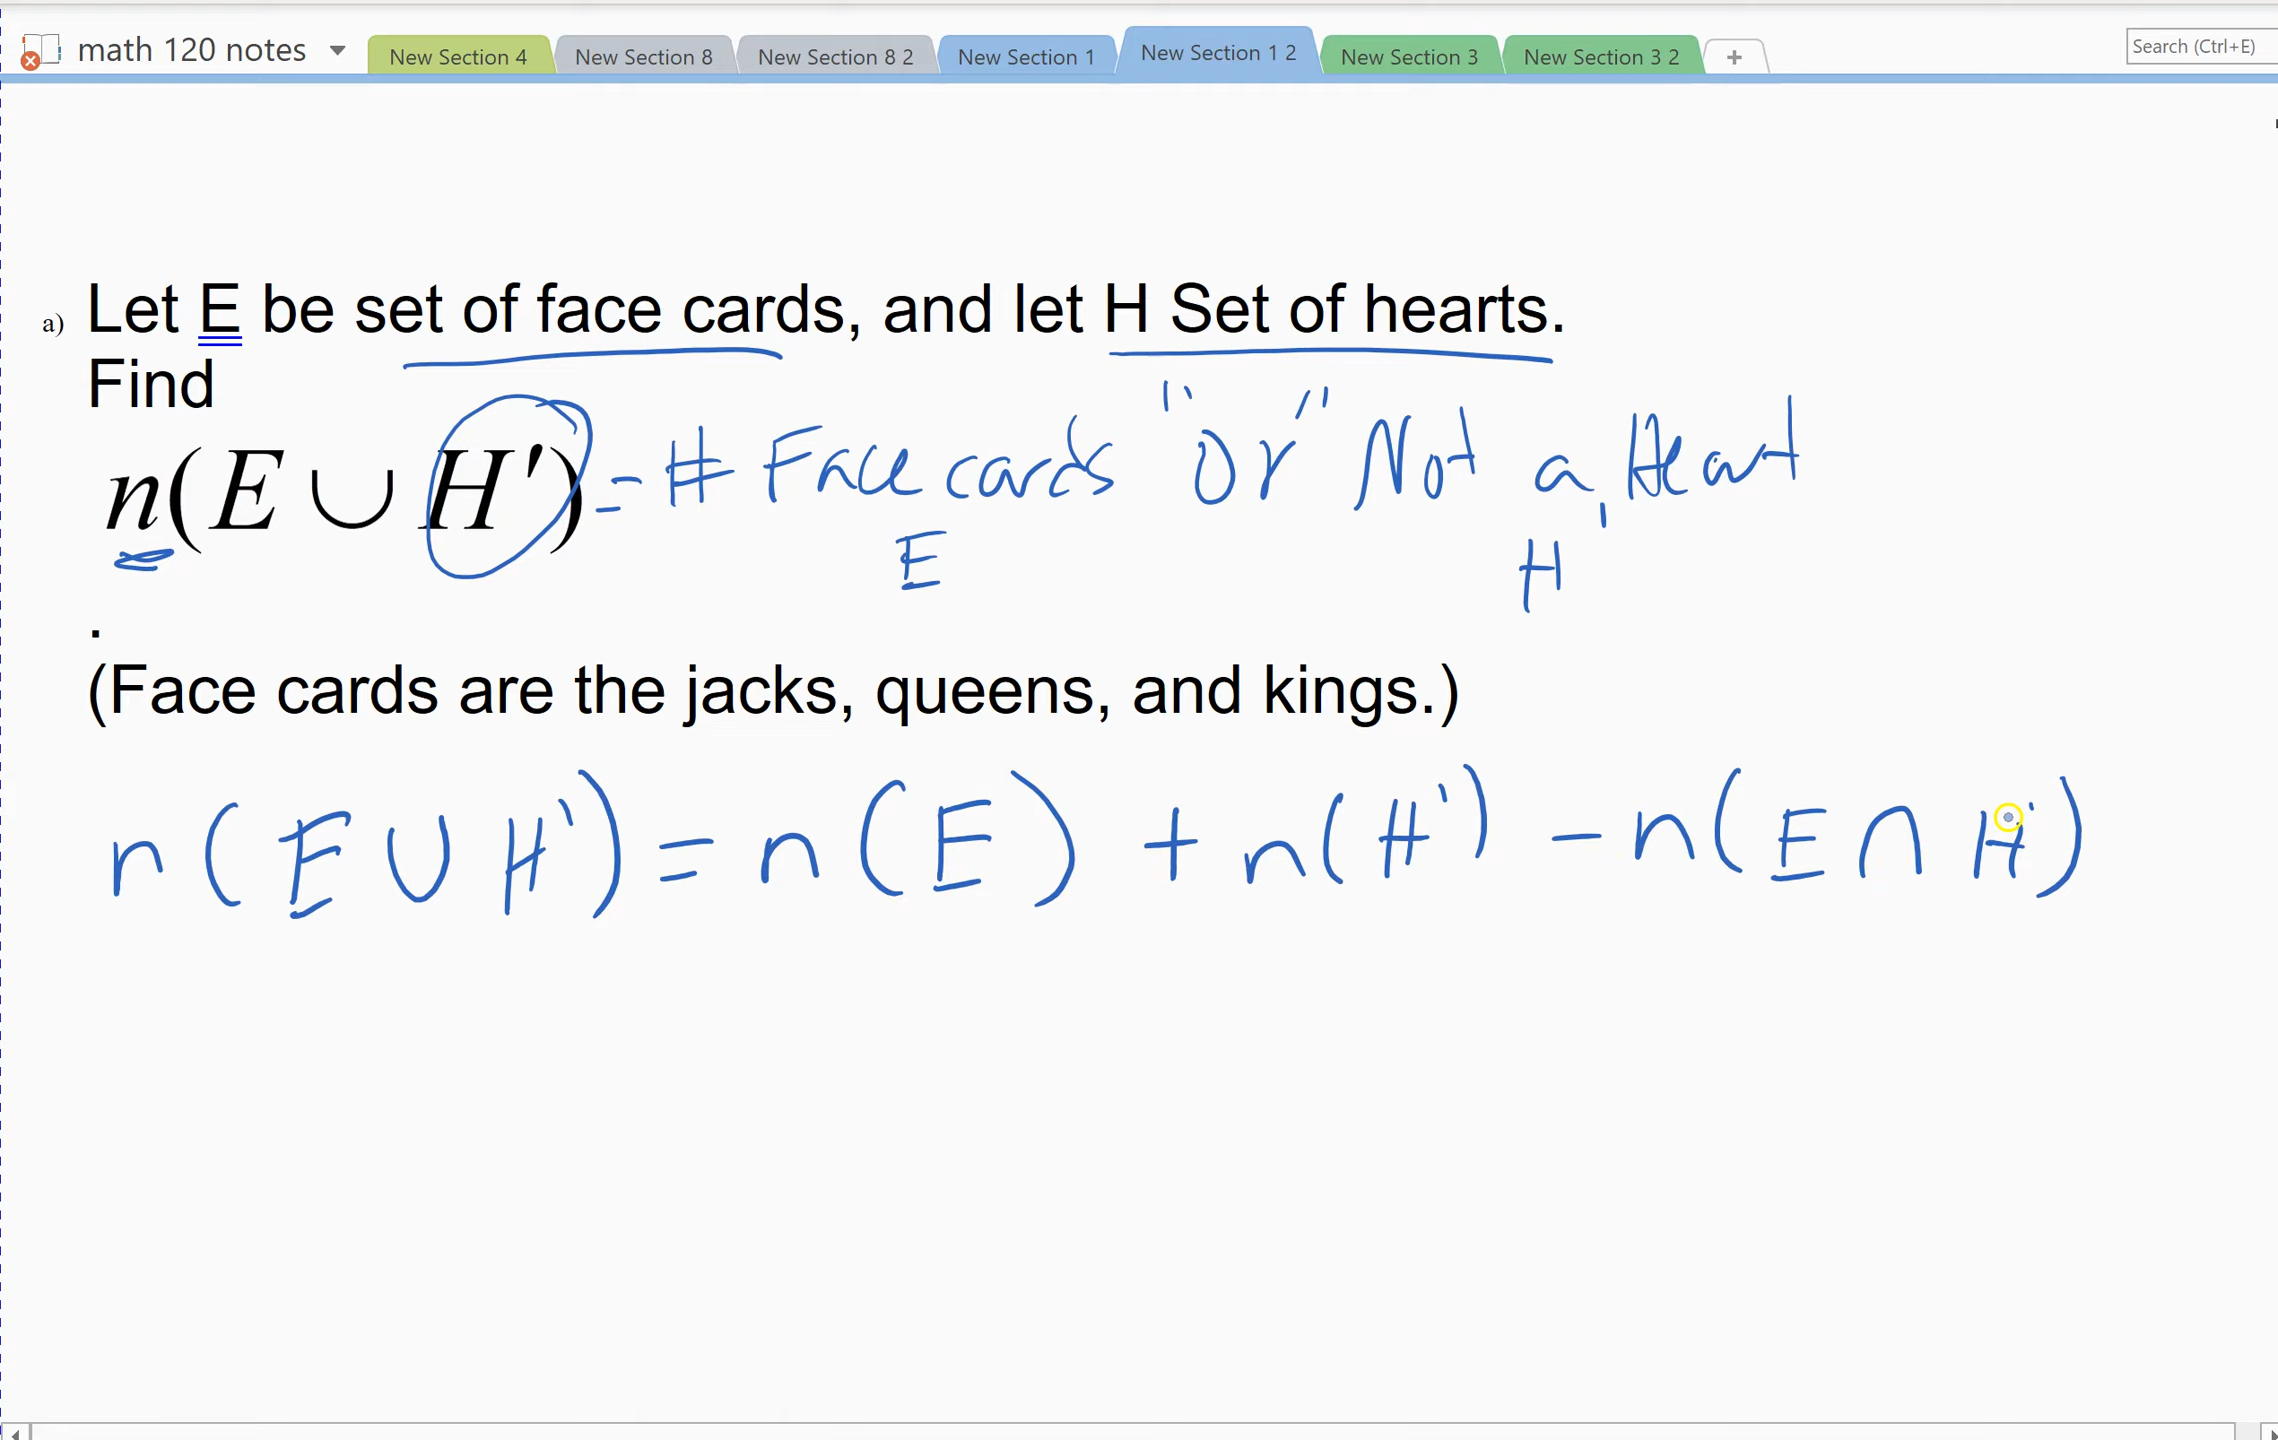 math 120 notes
New Section 4
New Section 8
New Section 8 2
New Section 1
New Section 1 2
New Section 3
New Section 3 2
+
Search (Ctrl+E)
a) Let E be set of face cards, and let H Set of hearts.
Find
n(E ∪ H') = # Face cards "Or" Not a Heart
E H'
.
(Face cards are the jacks, queens, and kings.)
n(E ∪ H') = n(E) + n(H') - n(E ∩ H')